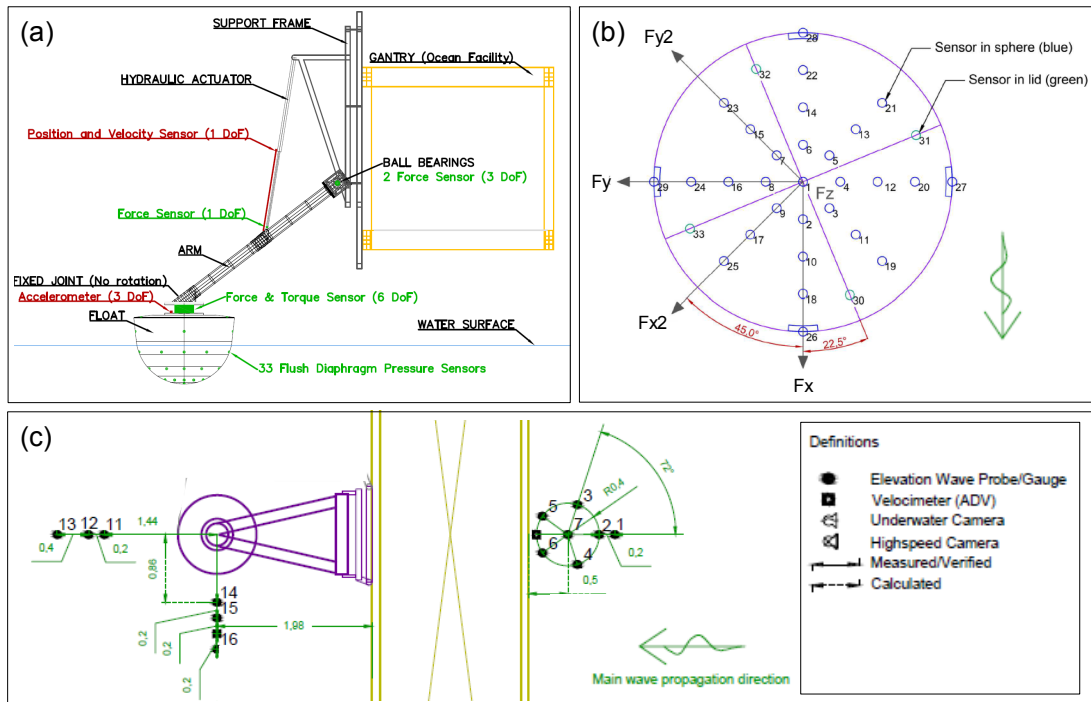 (a)
SUPPORT FRAME
GANTRY (Ocean Facility)
HYDRAULIC ACTUATOR
Position and Velocity Sensor (1 DoF)
BALL BEARINGS
2 Force Sensor (3 DoF)
Force Sensor (1 DoF)
ARM
FIXED JOINT (No rotation)
Accelerometer (3 DoF)
Force & Torque Sensor (6 DoF)
FLOAT
WATER SURFACE
33 Flush Diaphragm Pressure Sensors
(b)
Fy2
28
Sensor in sphere (blue)
32
22
Srensor in lid (green)
23
14
21
15
13
31
6
7
5
Fy
29
24
16
8
1
Fz
4
12
20
27
9
2
3
33
17
11
25
10
19
18
30
Fx2
26
45.0°
22.5°
Fx
(c)
13
12
11
1,44
0,4
0,2
0,86
14
15
16
0,2
0,2
0,2
1,98
72°
R0,4
3
5
7
2
1
6
4
0,2
0,5
Main wave propagation direction
Definitions
Elevation Wave Probe/Gauge
Velocimeter (ADV)
Underwater Camera
Highspeed Camera
Measured/Verified
Calculated